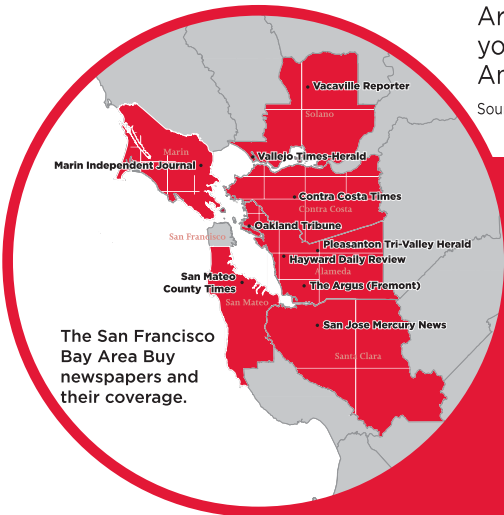 Vacaville Reporter
Solano
Marin
Marin Independent Journal
Vallejo Times-Herald
Contra Costa Times
Contra Costa
Oakland Tribune
San Francisco
Pleasanton Tri-Valley Herald
Hayward Daily Review
Alameda
San Mateo
County Times
The Argus (Fremont)
San Mateo
San Jose Mercury News
Santa Clara
The San Francisco
Bay Area Buy
newspapers and
their coverage.